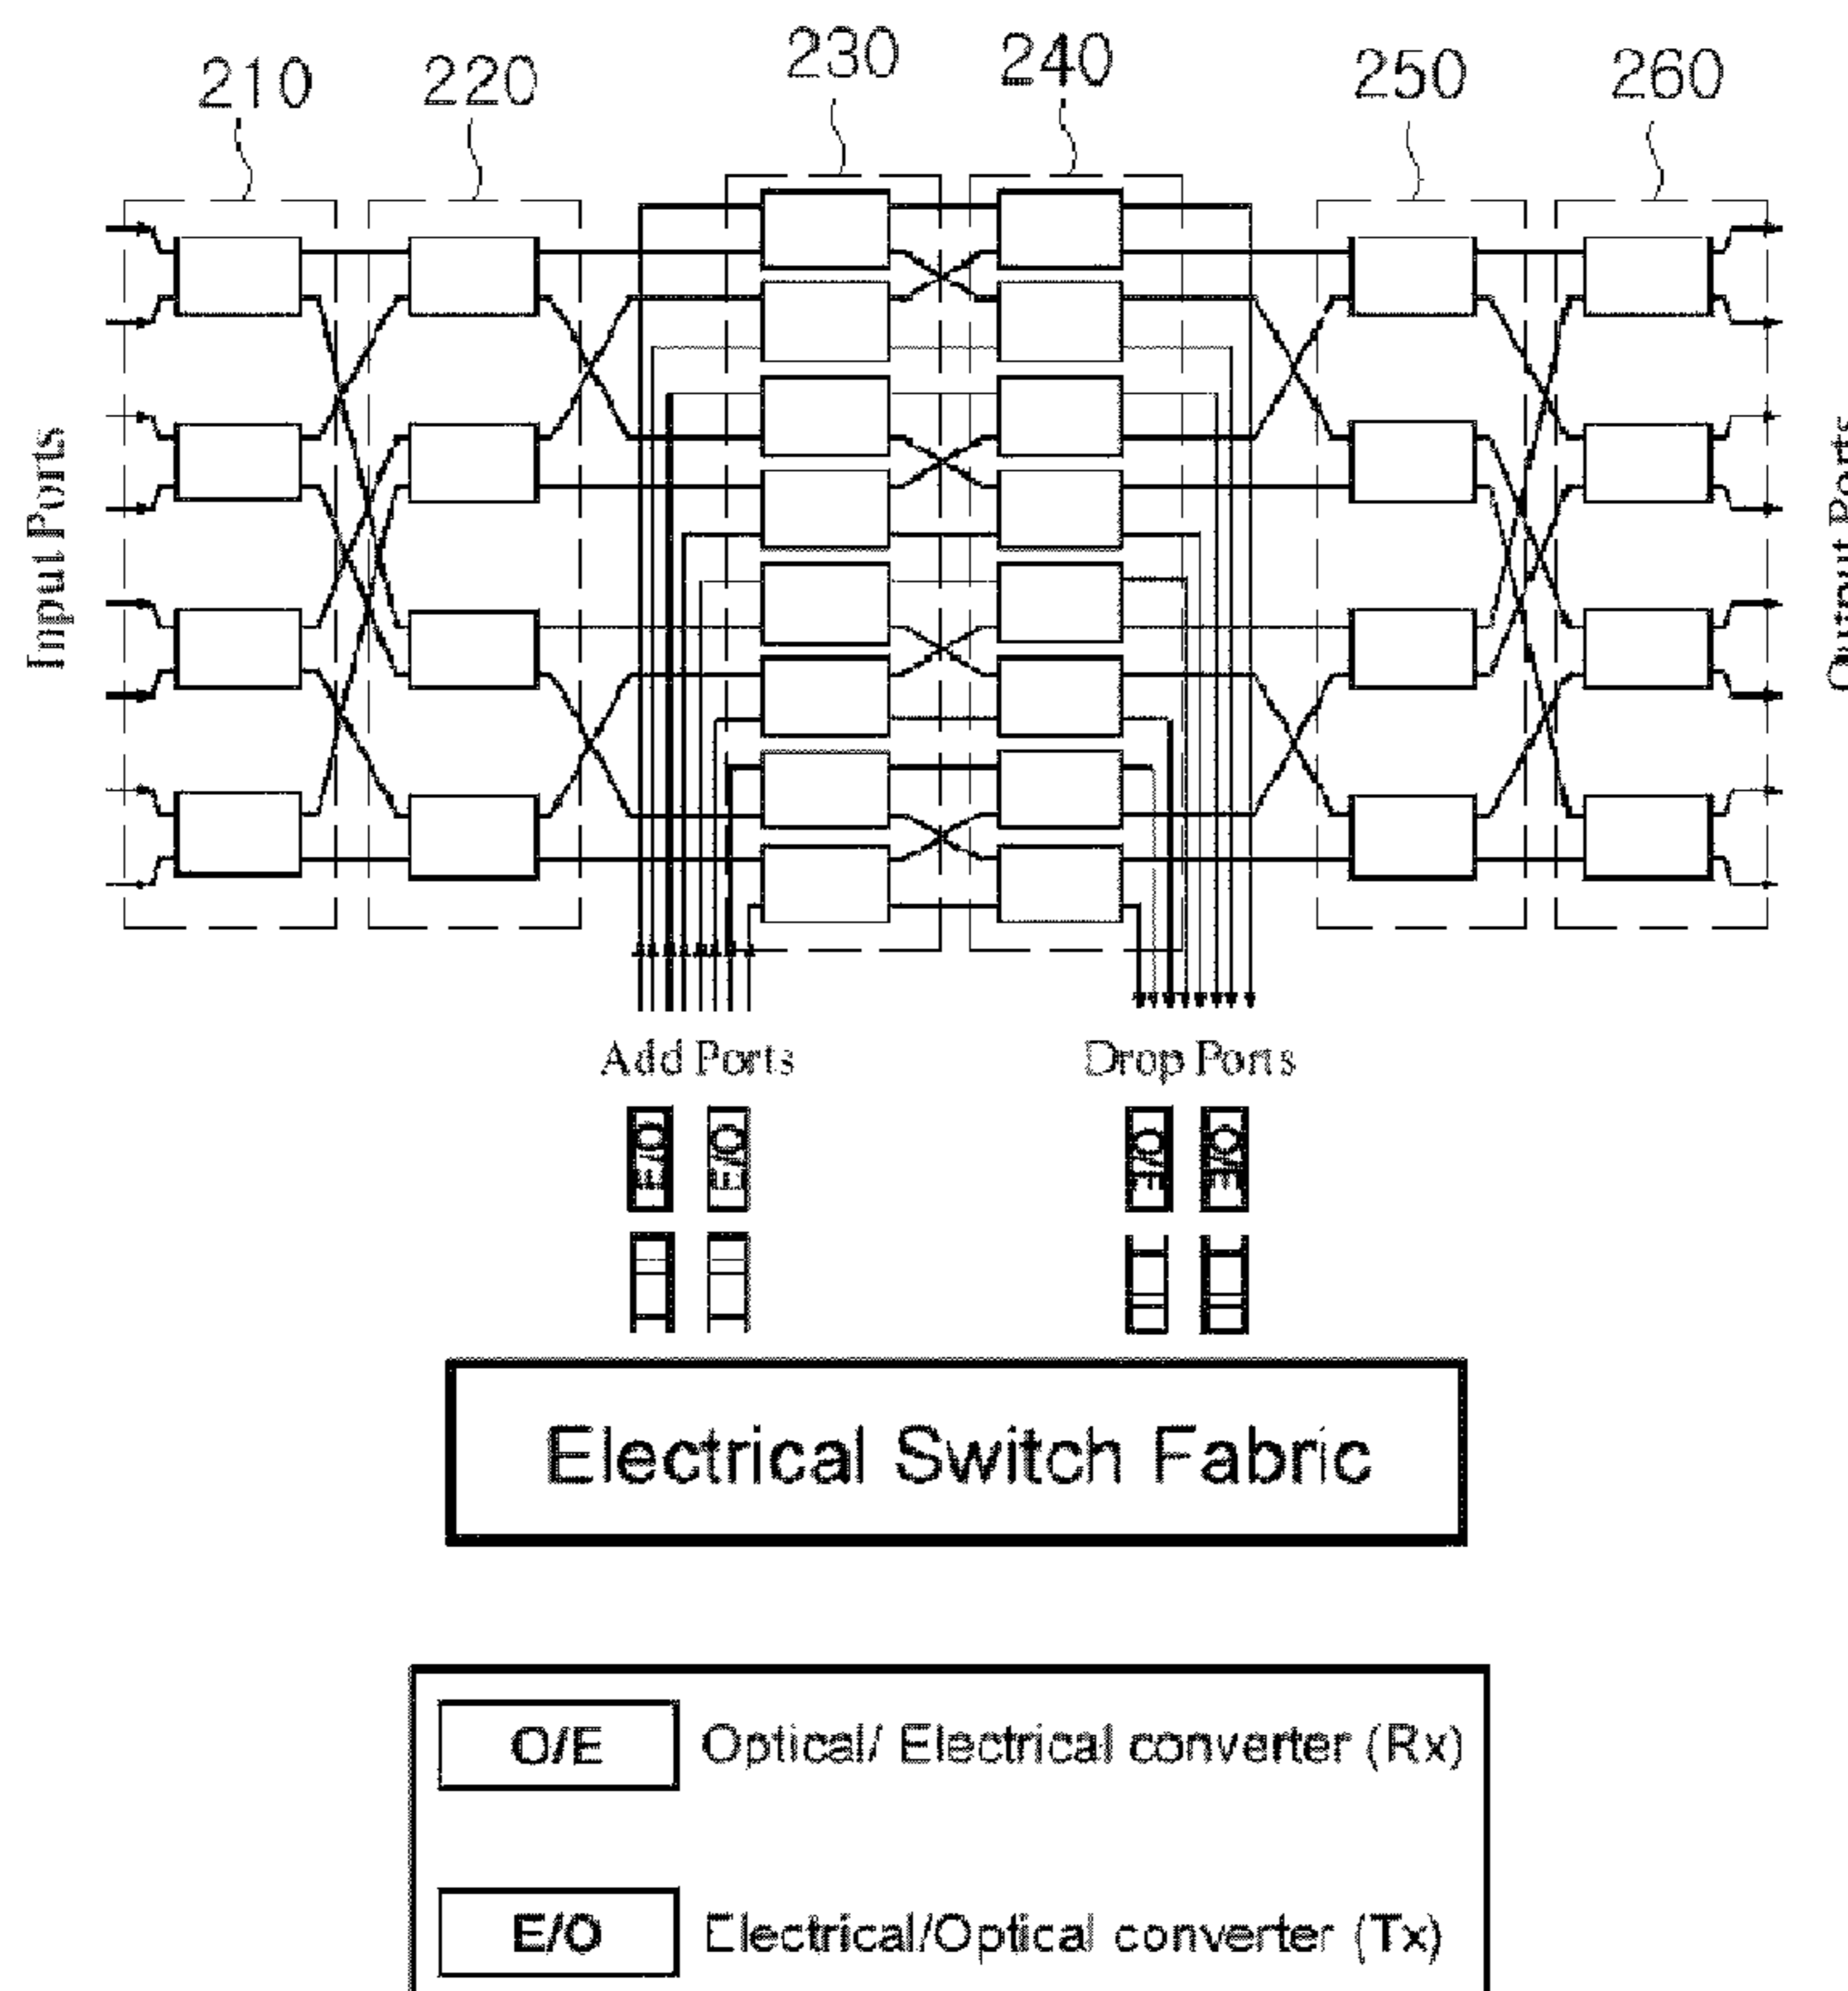 210 220 230 240 250 260
Input Ports
Output Ports
Add Ports Drop Ports
E/O E/O O/E O/E
Electrical Switch Fabric
O/E Optical/ Electrical converter (Rx)
E/O Electrical/Optical converter (Tx)